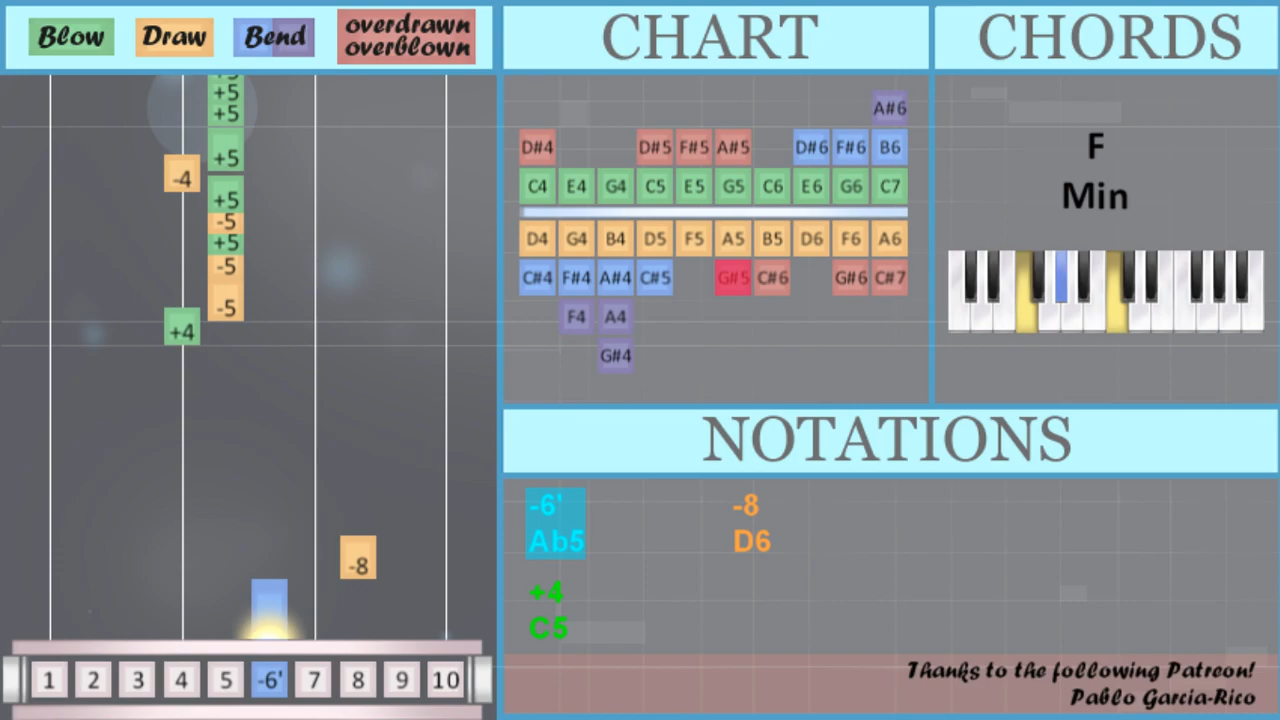 Blow Draw Bend overdrawn
overblown
CHART
CHORDS
A#6
D#4 D#5 F#5 A#5 D#6 F#6 B6
C4 E4 G4 C5 E5 G5 C6 E6 G6 C7
D4 G4 B4 D5 F5 A5 B5 D6 F6 A6
C#4 F#4 A#4 C#5 G#5 C#6 G#6 C#7
F4 A4
G#4
F
Min
+5
+5
+5
+5
-4
+5
-5
+5
-5
-5
+4
-8
1 2 3 4 5 -6' 7 8 9 10
NOTATIONS
-6' -8
Ab5 D6
+4
C5
Thanks to the following Patreon!
Pablo Garcia-Rico